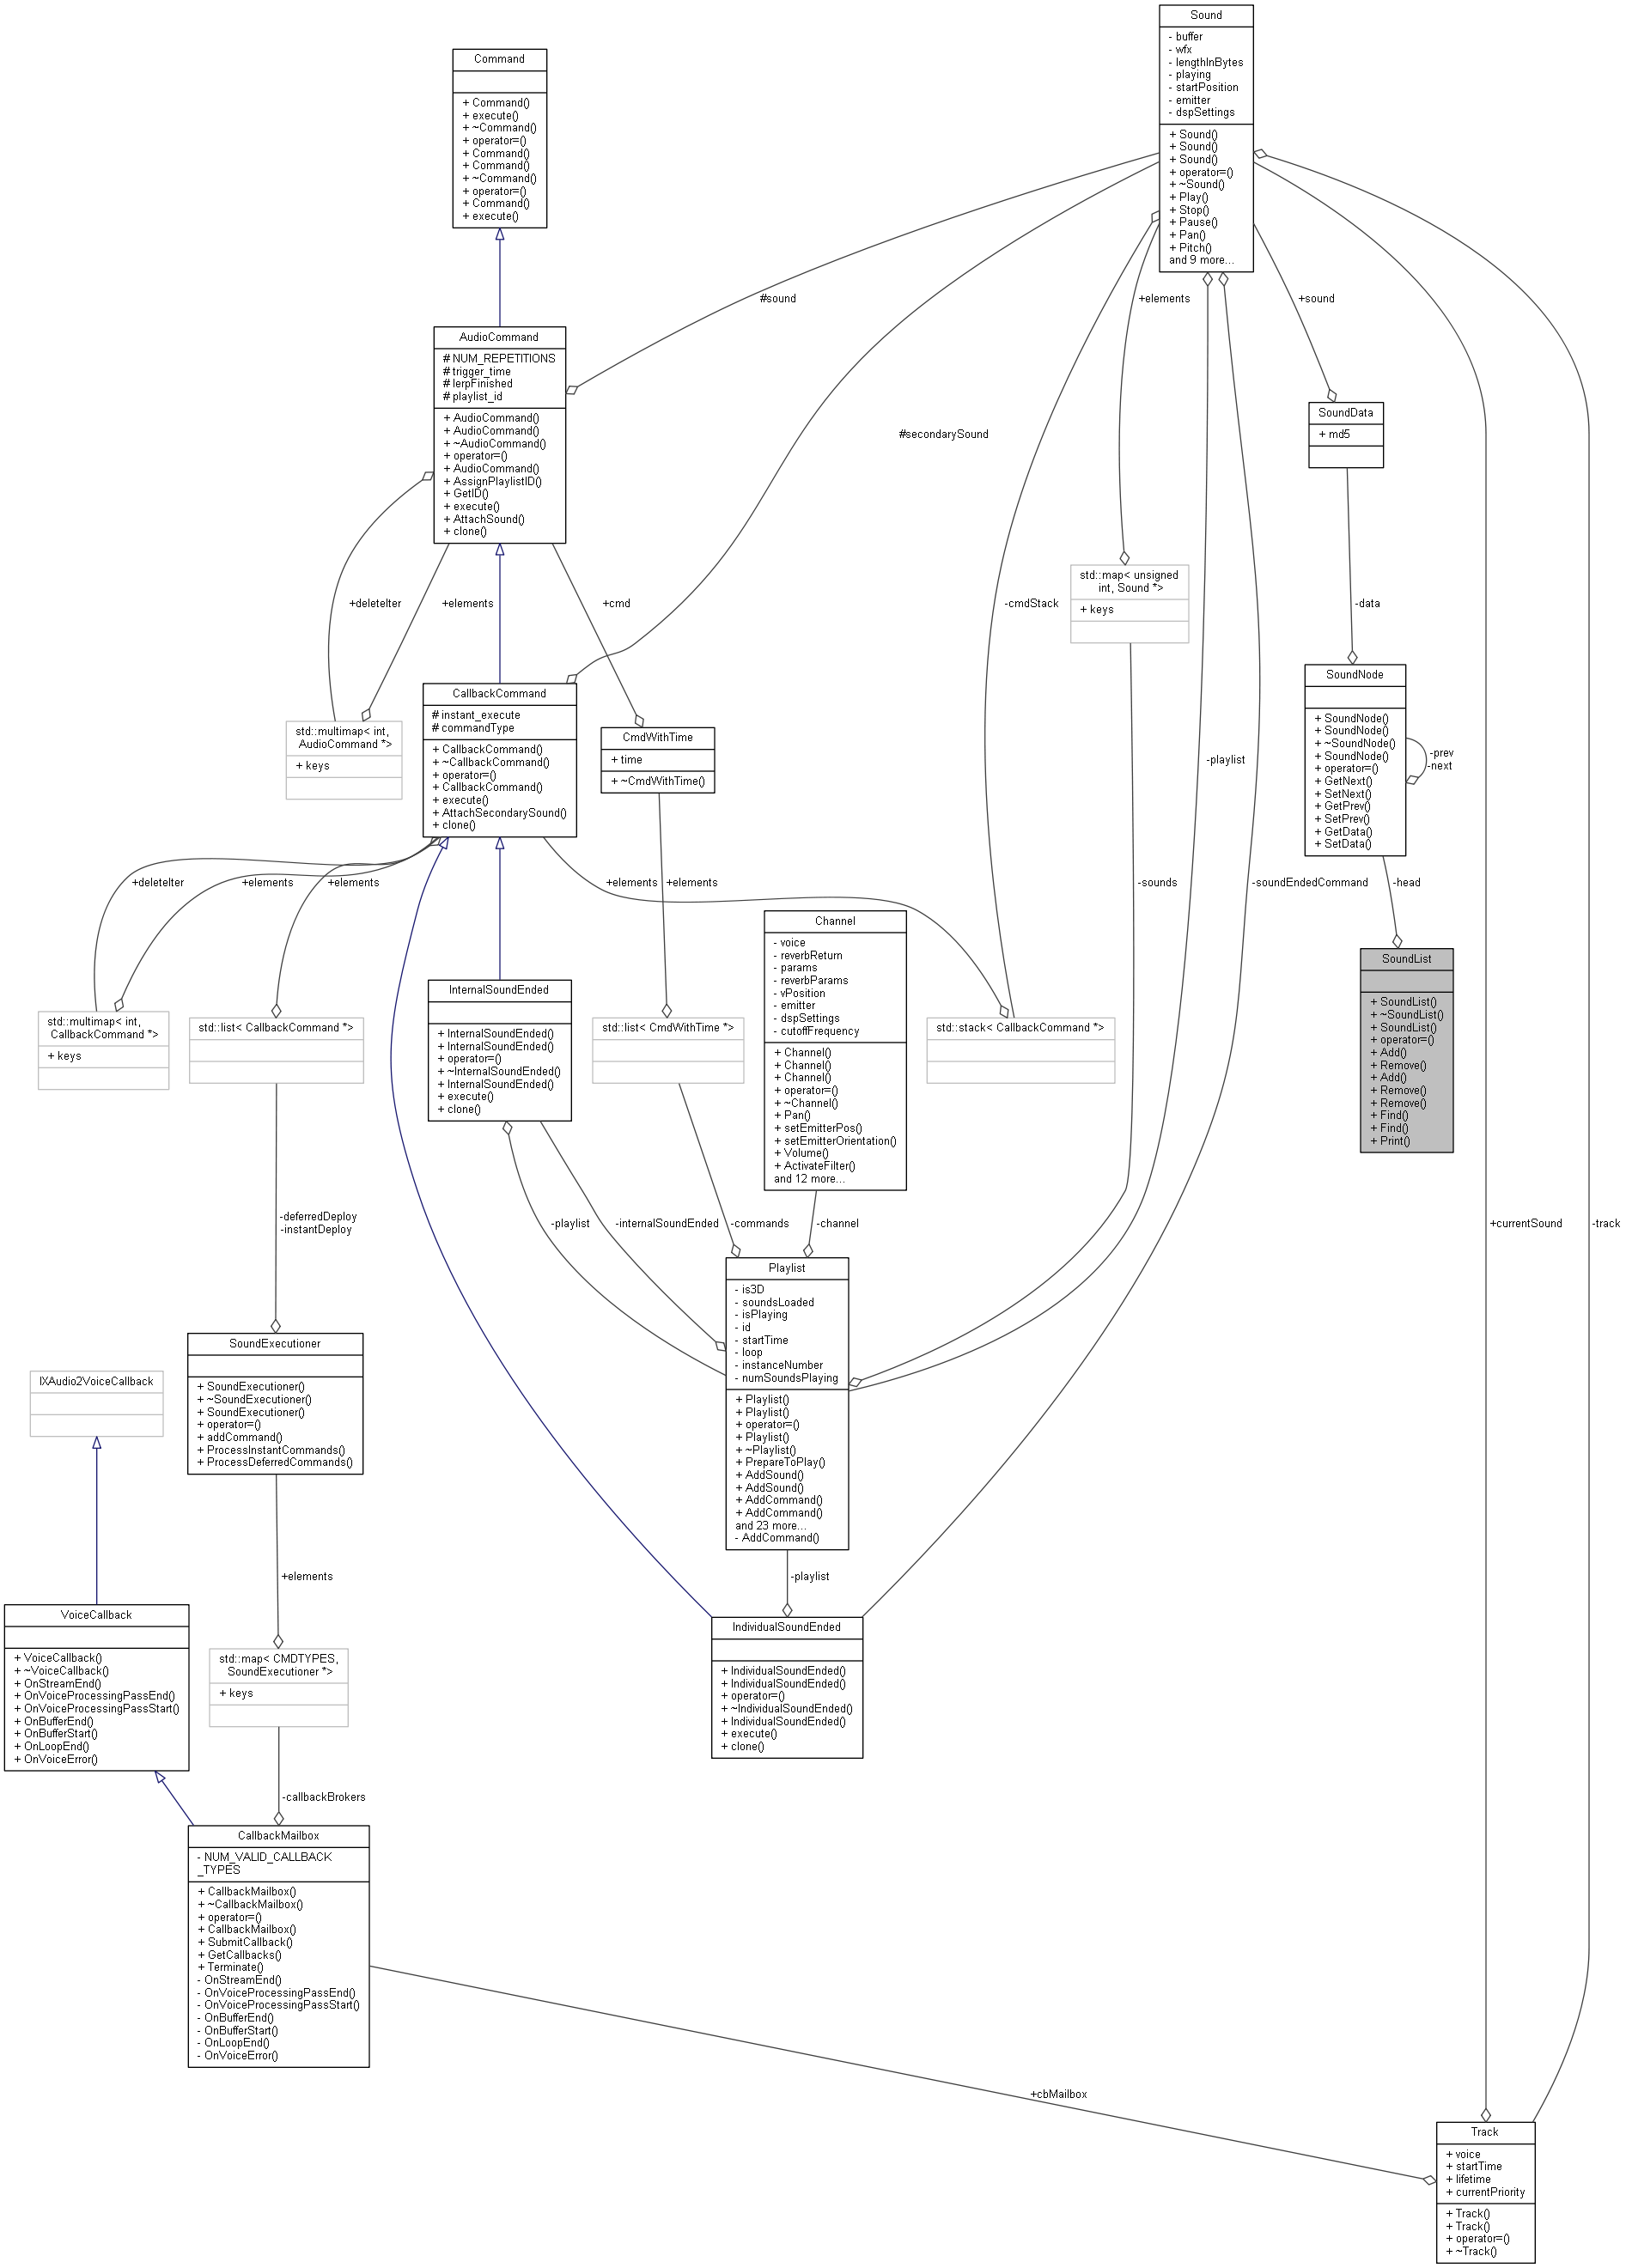 Sound
- buffer
- wfx
- lengthInBytes
- playing
- startPosition
- emitter
- dspSettings
+ Sound()
+ Sound()
+ Sound()
+ operator=()
+ ~Sound()
+ Play()
+ Stop()
+ Pause()
+ Pan()
+ Pitch()
and 9 more...
Command
+ Command()
+ execute()
+ ~Command()
+ operator=()
+ Command()
+ Command()
+ ~Command()
+ operator=()
+ Command()
+ execute()
#sound
+elements
+sound
AudioCommand
# NUM_REPETITIONS
# trigger_time
# lerpFinished
# playlist_id
+ AudioCommand()
+ AudioCommand()
+ ~AudioCommand()
+ operator=()
+ AudioCommand()
+ AssignPlaylistID()
+ GetID()
+ execute()
+ AttachSound()
+ clone()
#secondarySound
SoundData
+ md5
+deleteIter
+elements
+cmd
-cmdStack
std::map< unsigned
int, Sound *>
+ keys
-data
std::multimap< int,
AudioCommand *>
+ keys
CallbackCommand
# instant_execute
# commandType
+ CallbackCommand()
+ ~CallbackCommand()
+ operator=()
+ CallbackCommand()
+ execute()
+ AttachSecondarySound()
+ clone()
CmdWithTime
+ time
+ ~CmdWithTime()
-playlist
SoundNode
+ SoundNode()
+ SoundNode()
+ ~SoundNode()
+ SoundNode()
+ operator=()
+ GetNext()
+ SetNext()
+ GetPrev()
+ SetPrev()
+ GetData()
+ SetData()
-prev
-next
+deleteIter
+elements
+elements
+elements
+elements
-sounds
-soundEndedCommand
-head
std::multimap< int,
CallbackCommand *>
+ keys
std::list< CallbackCommand *>
InternalSoundEnded
+ InternalSoundEnded()
+ InternalSoundEnded()
+ operator=()
+ ~InternalSoundEnded()
+ InternalSoundEnded()
+ execute()
+ clone()
std::list< CmdWithTime *>
Channel
- voice
- reverbReturn
- params
- reverbParams
- vPosition
- emitter
- dspSettings
- cutoffFrequency
+ Channel()
+ Channel()
+ Channel()
+ operator=()
+ ~Channel()
+ Pan()
+ setEmitterPos()
+ setEmitterOrientation()
+ Volume()
+ ActivateFilter()
and 12 more...
std::stack< CallbackCommand *>
SoundList
+ SoundList()
+ ~SoundList()
+ SoundList()
+ operator=()
+ Add()
+ Remove()
+ Add()
+ Remove()
+ Remove()
+ Find()
+ Find()
+ Print()
-deferredDeploy
-instantDeploy
-playlist
-internalSoundEnded
-commands
-channel
+currentSound
-track
SoundExecutioner
+ SoundExecutioner()
+ ~SoundExecutioner()
+ SoundExecutioner()
+ operator=()
+ addCommand()
+ ProcessInstantCommands()
+ ProcessDeferredCommands()
Playlist
- is3D
- soundsLoaded
- isPlaying
- id
- startTime
- loop
- instanceNumber
- numSoundsPlaying
+ Playlist()
+ Playlist()
+ operator=()
+ Playlist()
+ ~Playlist()
+ PrepareToPlay()
+ AddSound()
+ AddSound()
+ AddCommand()
+ AddCommand()
and 23 more...
- AddCommand()
IXAudio2VoiceCallback
+elements
-playlist
VoiceCallback
+ VoiceCallback()
+ ~VoiceCallback()
+ OnStreamEnd()
+ OnVoiceProcessingPassEnd()
+ OnVoiceProcessingPassStart()
+ OnBufferEnd()
+ OnBufferStart()
+ OnLoopEnd()
+ OnVoiceError()
std::map< CMDTYPES,
SoundExecutioner *>
+ keys
IndividualSoundEnded
+ IndividualSoundEnded()
+ IndividualSoundEnded()
+ operator=()
+ ~IndividualSoundEnded()
+ IndividualSoundEnded()
+ execute()
+ clone()
-callbackBrokers
CallbackMailbox
- NUM_VALID_CALLBACK
_TYPES
+ CallbackMailbox()
+ ~CallbackMailbox()
+ operator=()
+ CallbackMailbox()
+ SubmitCallback()
+ GetCallbacks()
+ Terminate()
- OnStreamEnd()
- OnVoiceProcessingPassEnd()
- OnVoiceProcessingPassStart()
- OnBufferEnd()
- OnBufferStart()
- OnLoopEnd()
- OnVoiceError()
+cbMailbox
Track
+ voice
+ startTime
+ lifetime
+ currentPriority
+ Track()
+ Track()
+ operator=()
+ ~Track()